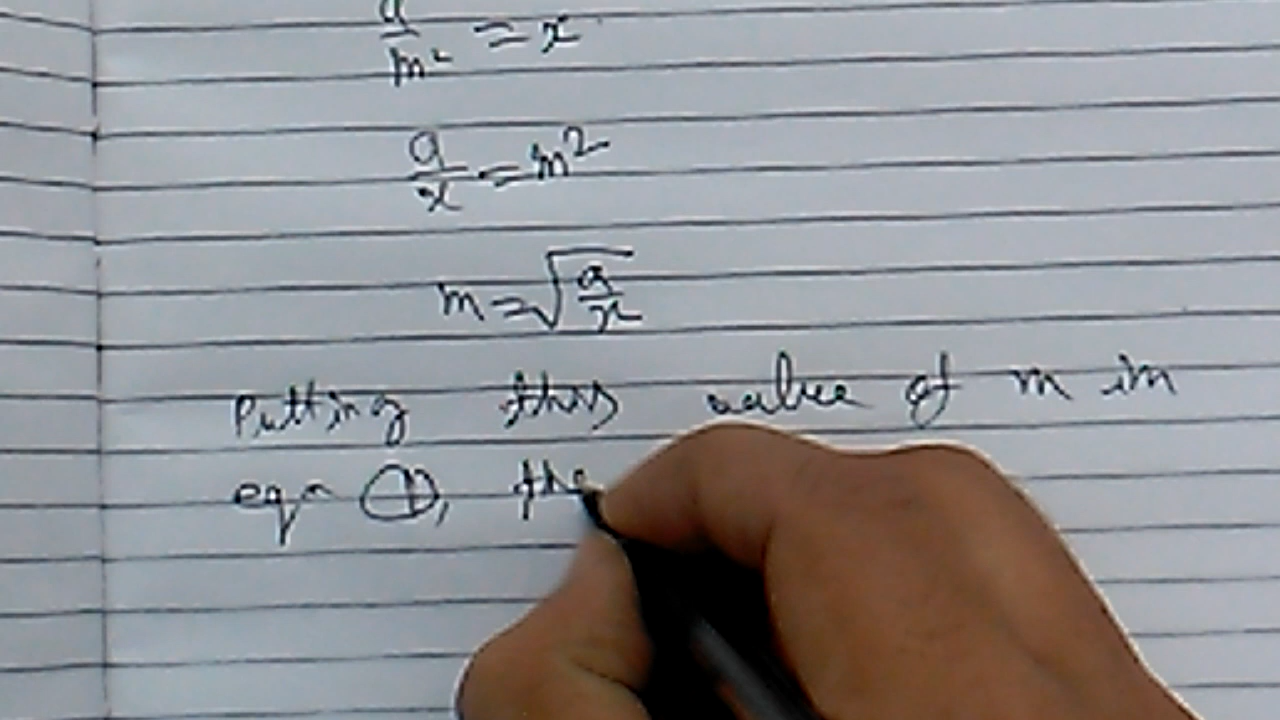 a/m² = x
a/x = m²
m = √(a/x)
Putting this value of m in
eqn ①, the